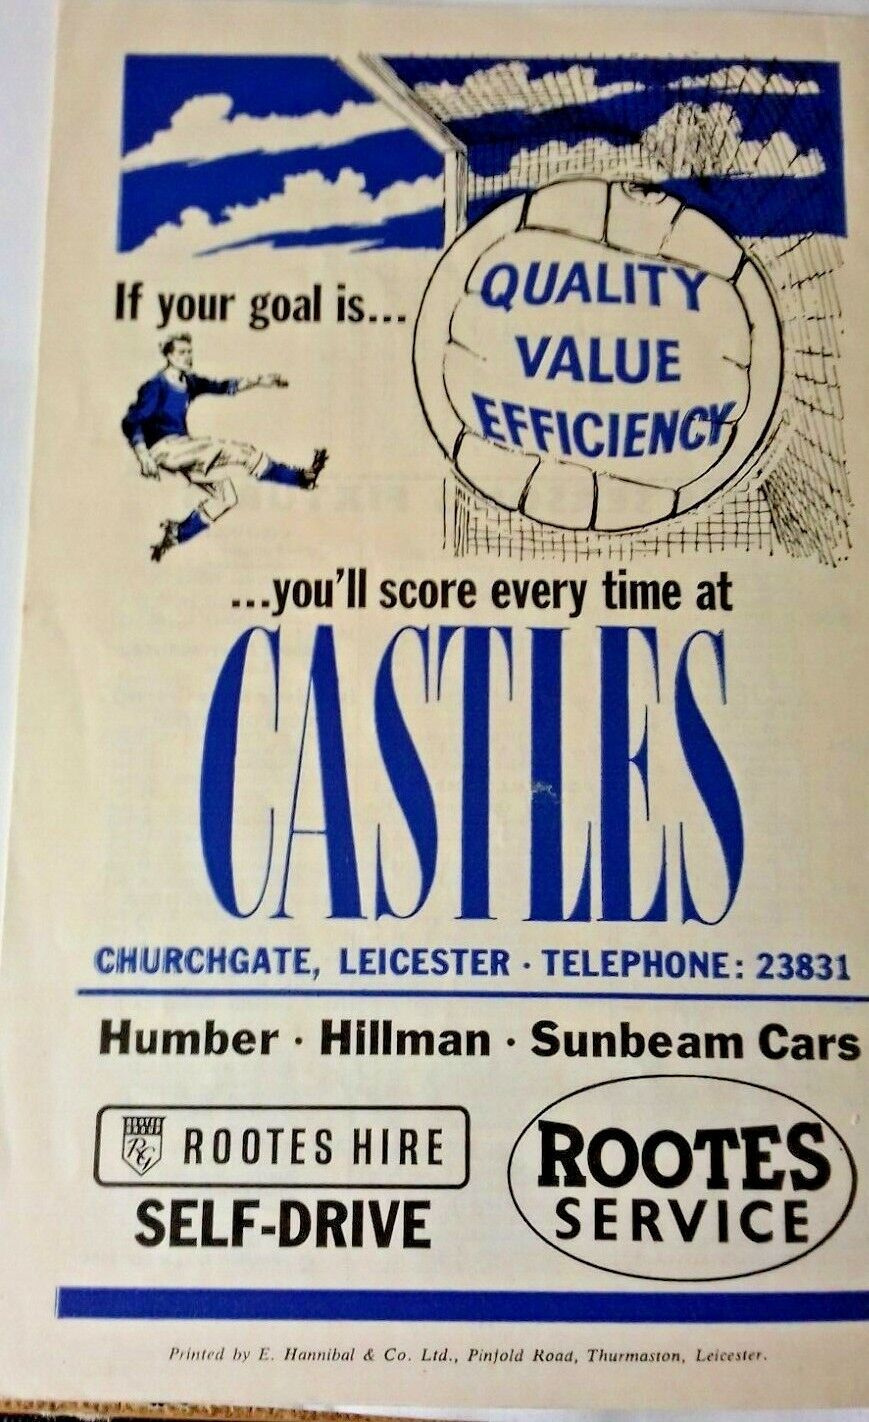 If your goal is...
QUALITY
VALUE
EFFICIENCY
...you'll score every time at
CASTLES
CHURCHGATE, LEICESTER · TELEPHONE: 23831
Humber · Hillman · Sunbeam Cars
RG ROOTES HIRE
SELF-DRIVE
ROOTES
SERVICE
Printed by E. Hannibal & Co. Ltd., Pinfold Road, Thurmaston, Leicester.